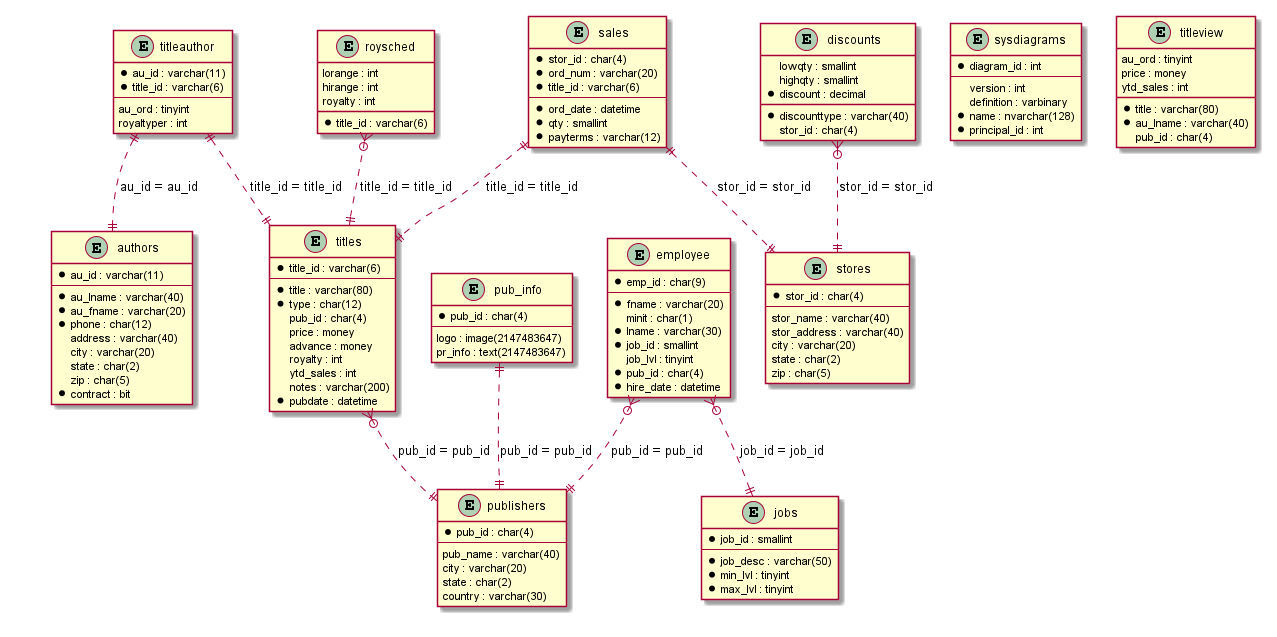 E titleauthor
au_id : varchar(11)
title_id : varchar(6)
au_ord : tinyint
royaltyper : int
E roysched
lorange : int
hirange : int
royalty : int
title_id : varchar(6)
E sales
stor_id : char(4)
ord_num : varchar(20)
title_id : varchar(6)
ord_date : datetime
qty : smallint
payterms : varchar(12)
E discounts
lowqty : smallint
highqty : smallint
discount : decimal
discounttype : varchar(40)
stor_id : char(4)
E sysdiagrams
diagram_id : int
version : int
definition : varbinary
name : nvarchar(128)
principal_id : int
E titleview
au_ord : tinyint
price : money
ytd_sales : int
title : varchar(80)
au_lname : varchar(40)
pub_id : char(4)
au_id = au_id
title_id = title_id
title_id = title_id
title_id = title_id
stor_id = stor_id
stor_id = stor_id
E authors
au_id : varchar(11)
au_lname : varchar(40)
au_fname : varchar(20)
phone : char(12)
address : varchar(40)
city : varchar(20)
state : char(2)
zip : char(5)
contract : bit
E titles
title_id : varchar(6)
title : varchar(80)
type : char(12)
pub_id : char(4)
price : money
advance : money
royalty : int
ytd_sales : int
notes : varchar(200)
pubdate : datetime
E pub_info
pub_id : char(4)
logo : image(2147483647)
pr_info : text(2147483647)
E employee
emp_id : char(9)
fname : varchar(20)
minit : char(1)
lname : varchar(30)
job_id : smallint
job_lvl : tinyint
pub_id : char(4)
hire_date : datetime
E stores
stor_id : char(4)
stor_name : varchar(40)
stor_address : varchar(40)
city : varchar(20)
state : char(2)
zip : char(5)
pub_id = pub_id
pub_id = pub_id
pub_id = pub_id
job_id = job_id
E publishers
pub_id : char(4)
pub_name : varchar(40)
city : varchar(20)
state : char(2)
country : varchar(30)
E jobs
job_id : smallint
job_desc : varchar(50)
min_lvl : tinyint
max_lvl : tinyint